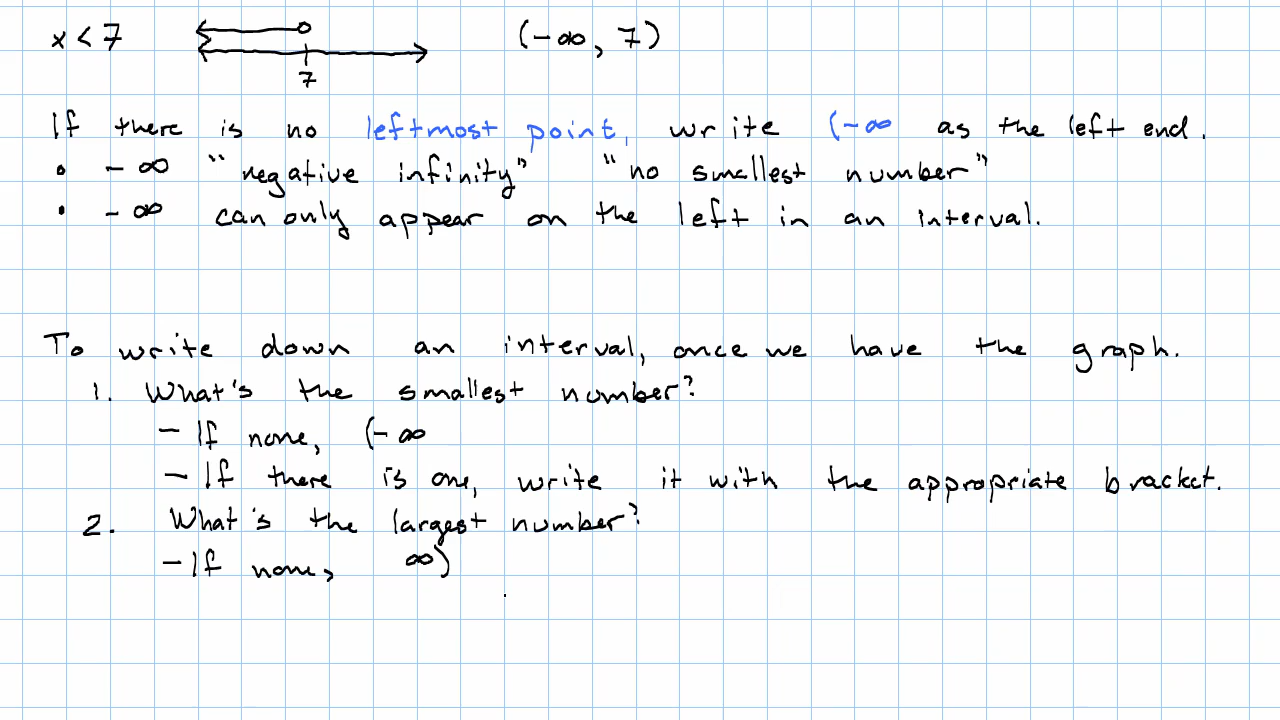 x < 7 (-∞, 7)
7
If there is no leftmost point, write (-∞ as the left end.
• -∞ "negative infinity" "no smallest number"
• -∞ can only appear on the left in an interval.
To write down an interval, once we have the graph.
1. What's the smallest number?
- If none, (-∞
- If there is one, write it with the appropriate bracket.
2. What's the largest number?
- If none, ∞)